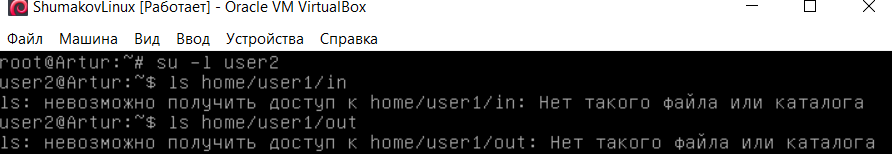 ShumakovLinux [Работает] - Oracle VM VirtualBox
Файл Машина Вид Ввод Устройства Справка
root@Artur:~# su -l user2
user2@Artur:~$ ls home/user1/in
ls: невозможно получить доступ к home/user1/in: Нет такого файла или каталога
user2@Artur:~$ ls home/user1/out
ls: невозможно получить доступ к home/user1/out: Нет такого файла или каталога